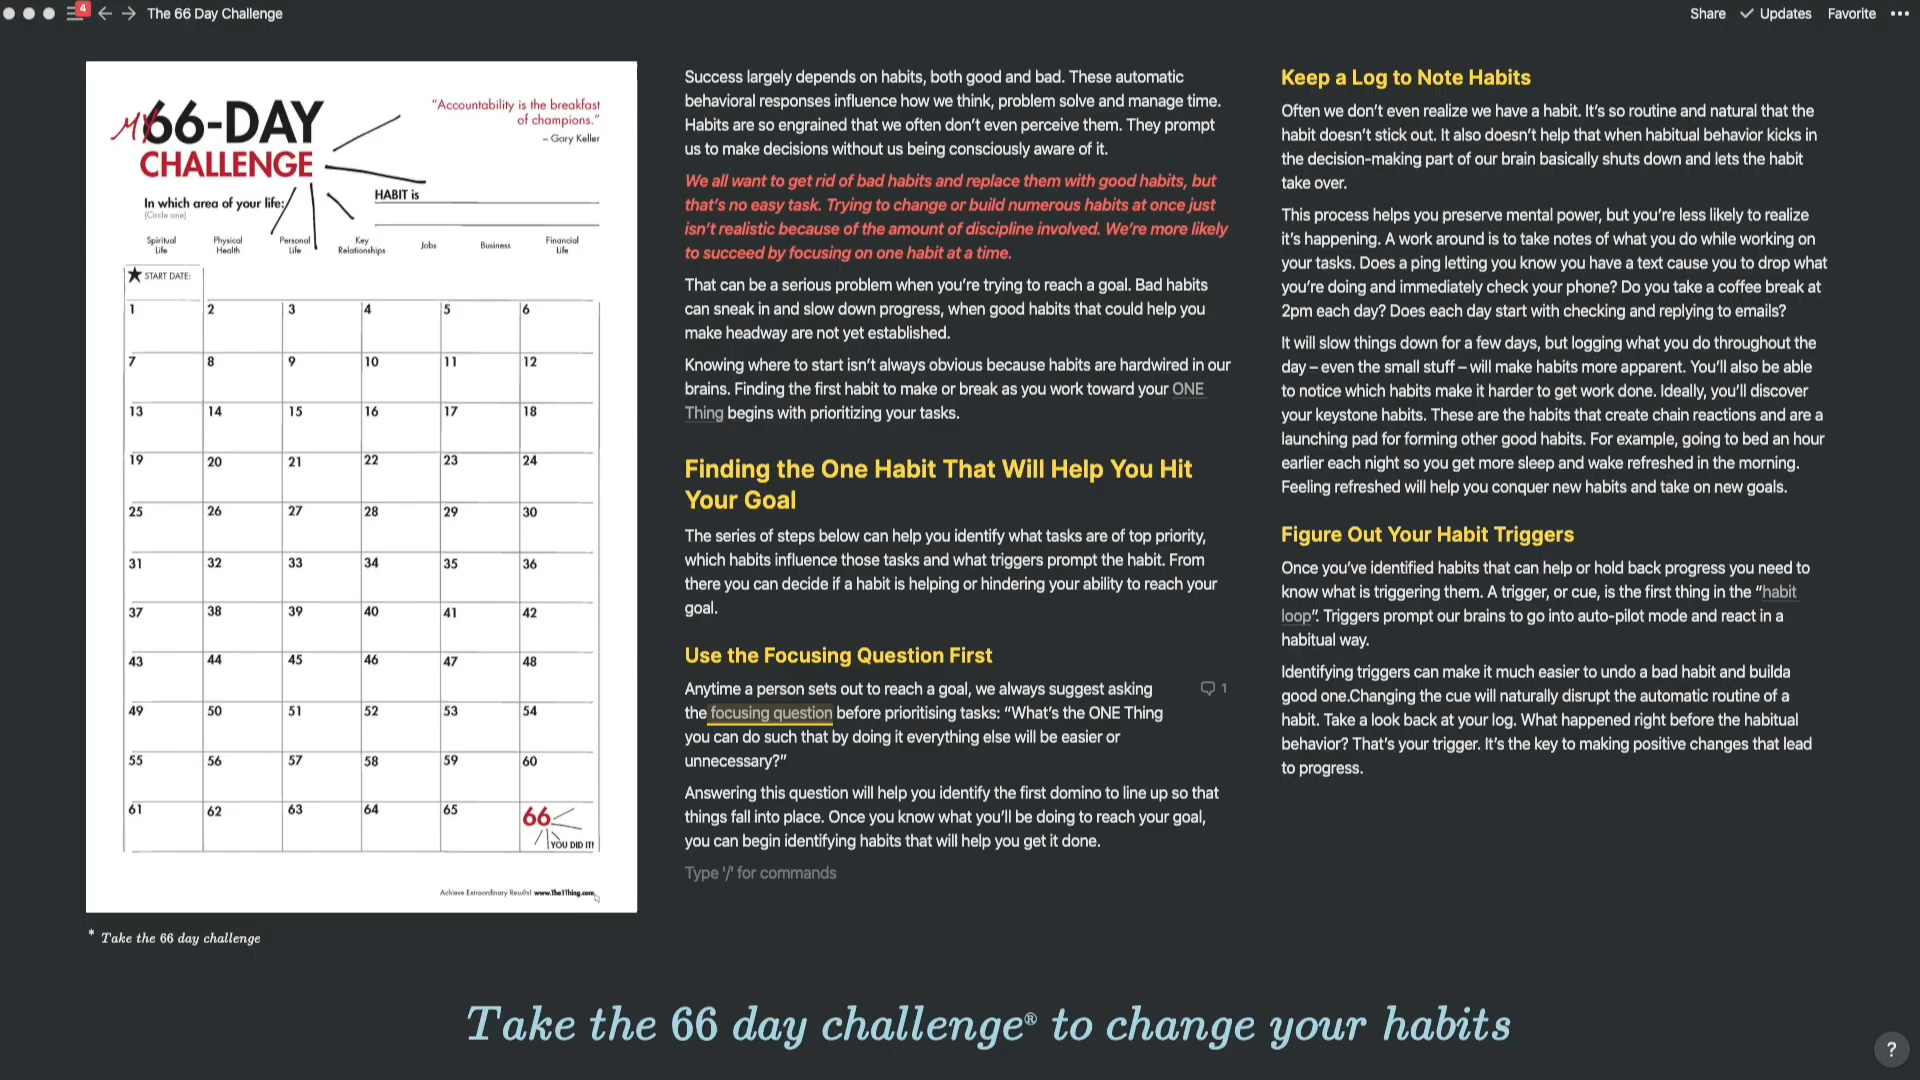 4
The 66 Day Challenge
Share
Updates
Favorite
MY 66-DAY
CHALLENGE
"Accountability is the breakfast
of champions."
– Gary Keller
HABIT is
In which area of your life:
(Circle one)
Spiritual
Life
Physical
Health
Personal
Life
Key
Relationships
Jobs
Business
Financial
Life
START DATE:
1 2 3 4 5 6
7 8 9 10 11 12
13 14 15 16 17 18
19 20 21 22 23 24
25 26 27 28 29 30
31 32 33 34 35 36
37 38 39 40 41 42
43 44 45 46 47 48
49 50 51 52 53 54
55 56 57 58 59 60
61 62 63 64 65 66
YOU DID IT!
Achieve Extraordinary Results! www.The1Thing.com
* Take the 66 day challenge
Success largely depends on habits, both good and bad. These automatic
behavioral responses influence how we think, problem solve and manage time.
Habits are so engrained that we often don’t even perceive them. They prompt
us to make decisions without us being consciously aware of it.
We all want to get rid of bad habits and replace them with good habits, but
that’s no easy task. Trying to change or build numerous habits at once just
isn’t realistic because of the amount of discipline involved. We’re more likely
to succeed by focusing on one habit at a time.
That can be a serious problem when you’re trying to reach a goal. Bad habits
can sneak in and slow down progress, when good habits that could help you
make headway are not yet established.
Knowing where to start isn’t always obvious because habits are hardwired in our
brains. Finding the first habit to make or break as you work toward your ONE
Thing begins with prioritizing your tasks.
Finding the One Habit That Will Help You Hit
Your Goal
The series of steps below can help you identify what tasks are of top priority,
which habits influence those tasks and what triggers prompt the habit. From
there you can decide if a habit is helping or hindering your ability to reach your
goal.
Use the Focusing Question First
Anytime a person sets out to reach a goal, we always suggest asking
the focusing question before prioritising tasks: “What’s the ONE Thing
you can do such that by doing it everything else will be easier or
unnecessary?”
1
Answering this question will help you identify the first domino to line up so that
things fall into place. Once you know what you’ll be doing to reach your goal,
you can begin identifying habits that will help you get it done.
Type '/' for commands
Keep a Log to Note Habits
Often we don’t even realize we have a habit. It’s so routine and natural that the
habit doesn’t stick out. It also doesn’t help that when habitual behavior kicks in
the decision-making part of our brain basically shuts down and lets the habit
take over.
This process helps you preserve mental power, but you’re less likely to realize
it’s happening. A work around is to take notes of what you do while working on
your tasks. Does a ping letting you know you have a text cause you to drop what
you’re doing and immediately check your phone? Do you take a coffee break at
2pm each day? Does each day start with checking and replying to emails?
It will slow things down for a few days, but logging what you do throughout the
day – even the small stuff – will make habits more apparent. You’ll also be able
to notice which habits make it harder to get work done. Ideally, you’ll discover
your keystone habits. These are the habits that create chain reactions and are a
launching pad for forming other good habits. For example, going to bed an hour
earlier each night so you get more sleep and wake refreshed in the morning.
Feeling refreshed will help you conquer new habits and take on new goals.
Figure Out Your Habit Triggers
Once you’ve identified habits that can help or hold back progress you need to
know what is triggering them. A trigger, or cue, is the first thing in the “habit
loop”. Triggers prompt our brains to go into auto-pilot mode and react in a
habitual way.
Identifying triggers can make it much easier to undo a bad habit and builda
good one.Changing the cue will naturally disrupt the automatic routine of a
habit. Take a look back at your log. What happened right before the habitual
behavior? That’s your trigger. It’s the key to making positive changes that lead
to progress.
Take the 66 day challenge® to change your habits
?